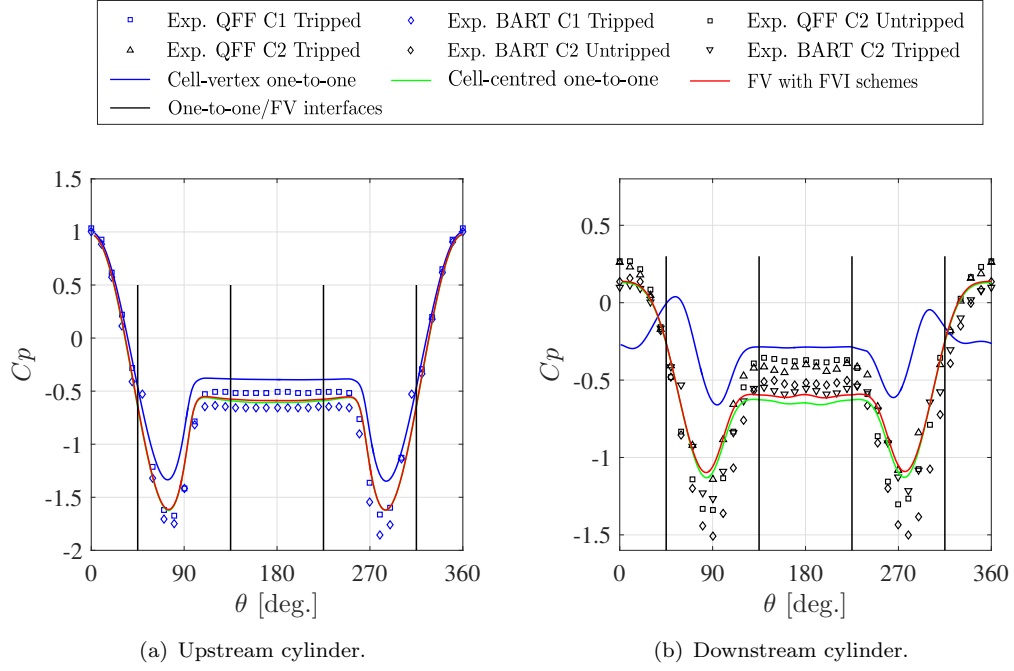 Exp. QFF C1 Tripped Exp. BART C1 Tripped Exp. QFF C2 Untripped
Exp. QFF C2 Tripped Exp. BART C2 Untripped Exp. BART C2 Tripped
Cell-vertex one-to-one Cell-centred one-to-one FV with FVI schemes
One-to-one/FV interfaces
1.5
1
0.5
0
-0.5
-1
-1.5
-2
Cp
0 90 180 270 360
θ [deg.]
(a) Upstream cylinder.
0.5
0
-0.5
-1
-1.5
Cp
0 90 180 270 360
θ [deg.]
(b) Downstream cylinder.